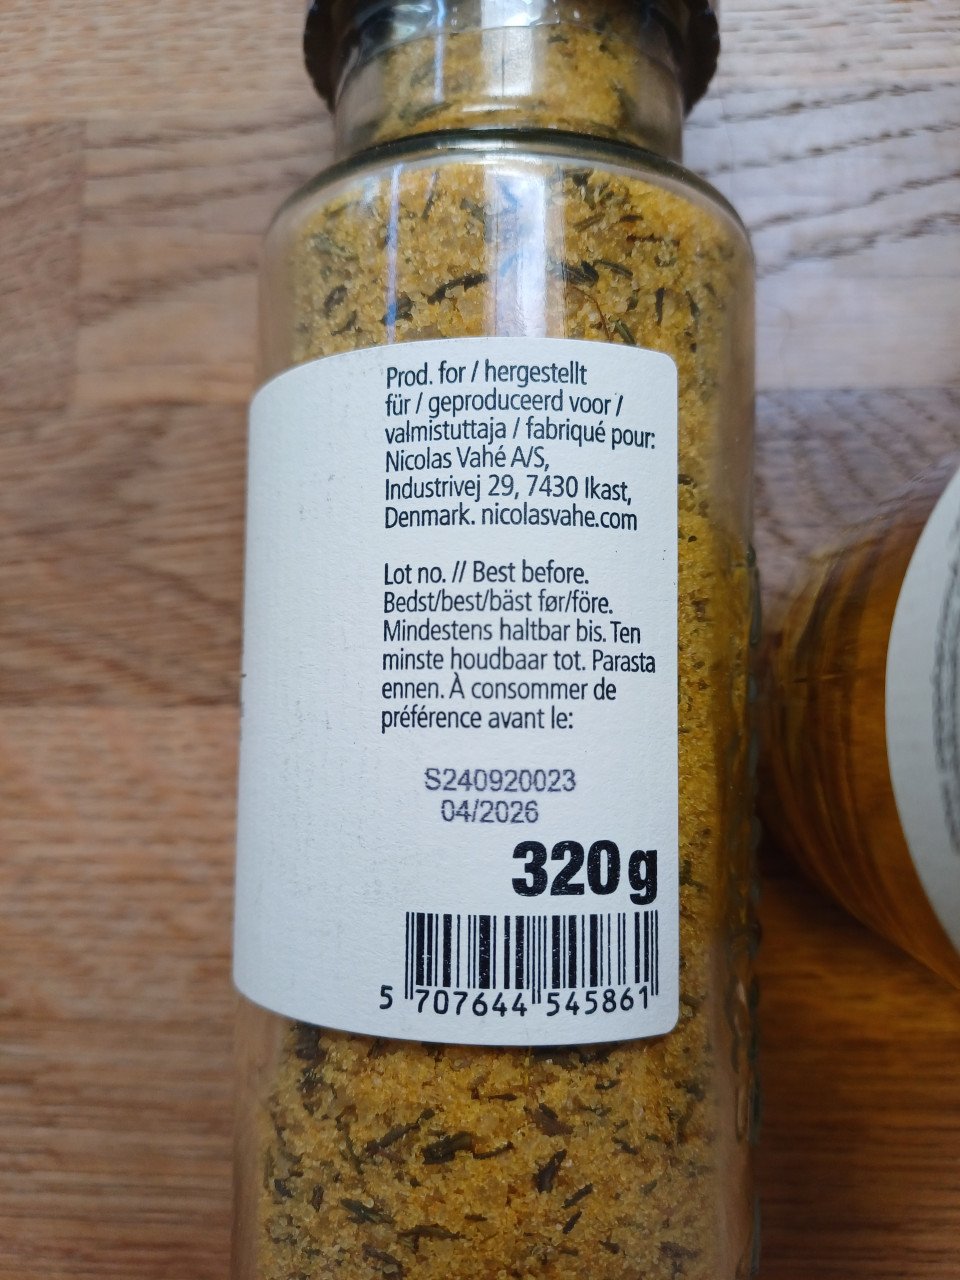 Prod. for / hergestellt
für / geproduceerd voor /
valmistuttaja / fabriqué pour:
Nicolas Vahé A/S,
Industrivej 29, 7430 Ikast,
Denmark. nicolasvahe.com
Lot no. // Best before.
Bedst/best/bäst før/före.
Mindestens haltbar bis. Ten
minste houdbaar tot. Parasta
ennen. À consommer de
préférence avant le:
S240920023
04/2026
320 g
5 707644 545861